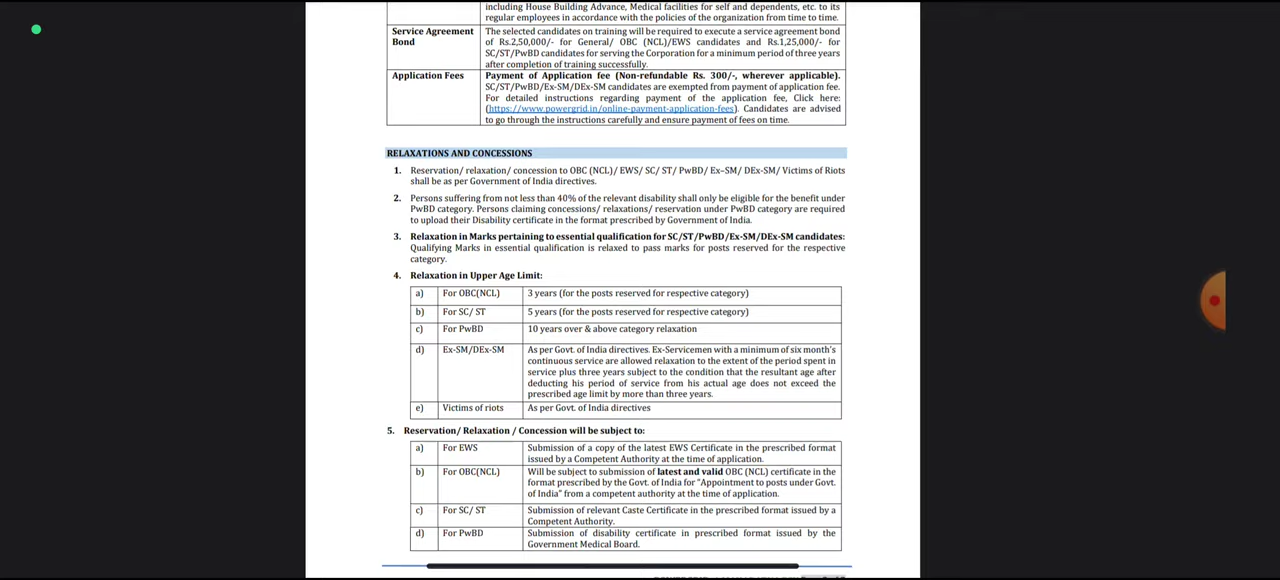 including House Building Advance, Medical facilities for self and dependents, etc. to its
regular employees in accordance with the policies of the organization from time to time.
Service Agreement Bond
The selected candidates on training will be required to execute a service agreement bond
of Rs.2,50,000/- for General/ OBC (NCL)/EWS candidates and Rs.1,25,000/- for
SC/ST/PwBD candidates for serving the Corporation for a minimum period of three years
after completion of training successfully.
Application Fees
Payment of Application fee (Non-refundable Rs. 300/-, wherever applicable).
SC/ST/PwBD/Ex-SM/DEx-SM candidates are exempted from payment of application fee.
For detailed instructions regarding payment of the application fee, Click here:
(https://www.powergrid.in/online-payment-application-fees). Candidates are advised
to go through the instructions carefully and ensure payment of fees on time.
RELAXATIONS AND CONCESSIONS
1. Reservation/ relaxation/ concession to OBC (NCL)/ EWS/ SC/ ST/ PwBD/ Ex–SM/ DEx-SM/ Victims of Riots
shall be as per Government of India directives.
2. Persons suffering from not less than 40% of the relevant disability shall only be eligible for the benefit under
PwBD category. Persons claiming concessions/ relaxations/ reservation under PwBD category are required
to upload their Disability certificate in the format prescribed by Government of India.
3. Relaxation in Marks pertaining to essential qualification for SC/ST/PwBD/Ex-SM/DEx-SM candidates:
Qualifying Marks in essential qualification is relaxed to pass marks for posts reserved for the respective
category.
4. Relaxation in Upper Age Limit:
a) For OBC(NCL) 3 years (for the posts reserved for respective category)
b) For SC/ ST 5 years (for the posts reserved for respective category)
c) For PwBD 10 years over & above category relaxation
d) Ex-SM/DEx-SM As per Govt. of India directives. Ex-Servicemen with a minimum of six month's
continuous service are allowed relaxation to the extent of the period spent in
service plus three years subject to the condition that the resultant age after
deducting his period of service from his actual age does not exceed the
prescribed age limit by more than three years.
e) Victims of riots As per Govt. of India directives
5. Reservation/ Relaxation / Concession will be subject to:
a) For EWS Submission of a copy of the latest EWS Certificate in the prescribed format
issued by a Competent Authority at the time of application.
b) For OBC(NCL) Will be subject to submission of latest and valid OBC (NCL) certificate in the
format prescribed by the Govt. of India for "Appointment to posts under Govt.
of India" from a competent authority at the time of application.
c) For SC/ ST Submission of relevant Caste Certificate in the prescribed format issued by a
Competent Authority.
d) For PwBD Submission of disability certificate in prescribed format issued by the
Government Medical Board.